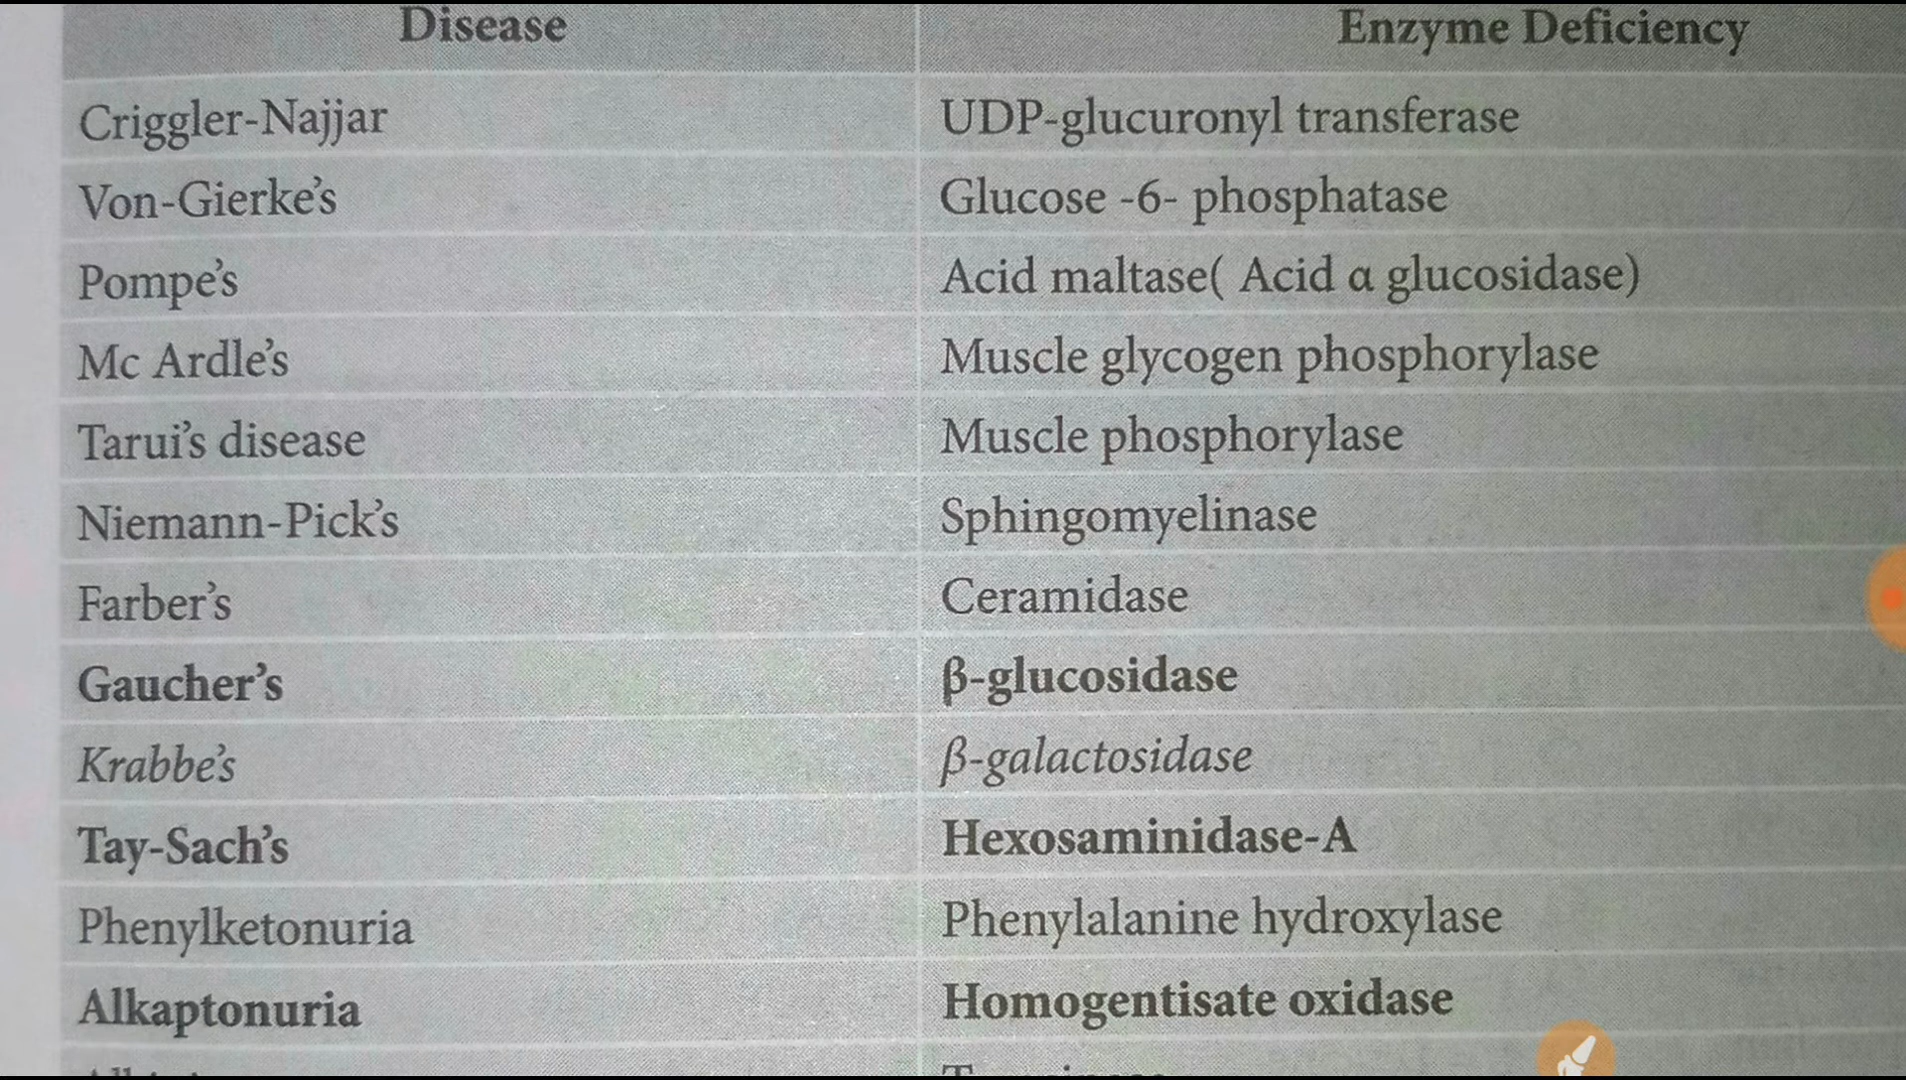 Disease Enzyme Deficiency
Criggler-Najjar UDP-glucuronyl transferase
Von-Gierke's Glucose -6- phosphatase
Pompe's Acid maltase( Acid α glucosidase)
Mc Ardle's Muscle glycogen phosphorylase
Tarui's disease Muscle phosphorylase
Niemann-Pick's Sphingomyelinase
Farber's Ceramidase
Gaucher's β-glucosidase
Krabbe's β-galactosidase
Tay-Sach's Hexosaminidase-A
Phenylketonuria Phenylalanine hydroxylase
Alkaptonuria Homogentisate oxidase